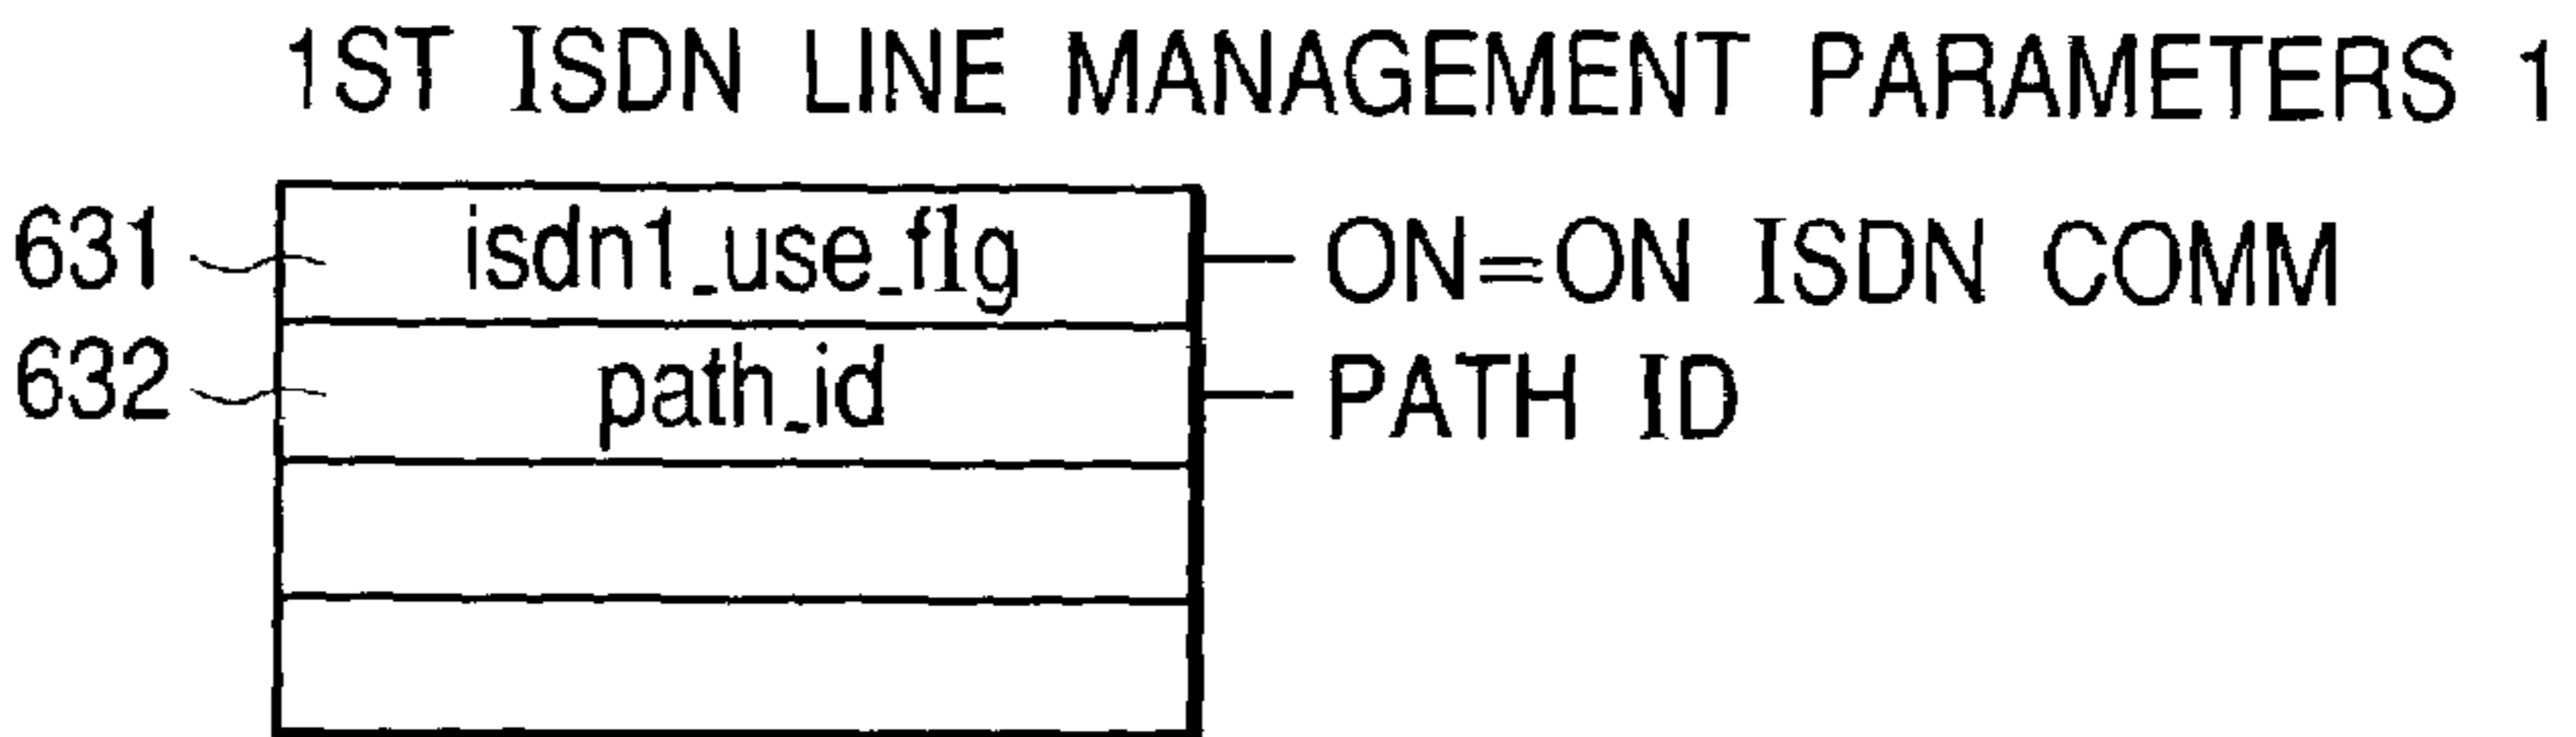 1ST ISDN LINE MANAGEMENT PARAMETERS 1
631 isdn1_use_flg ON=ON ISDN COMM
632 path_id PATH ID